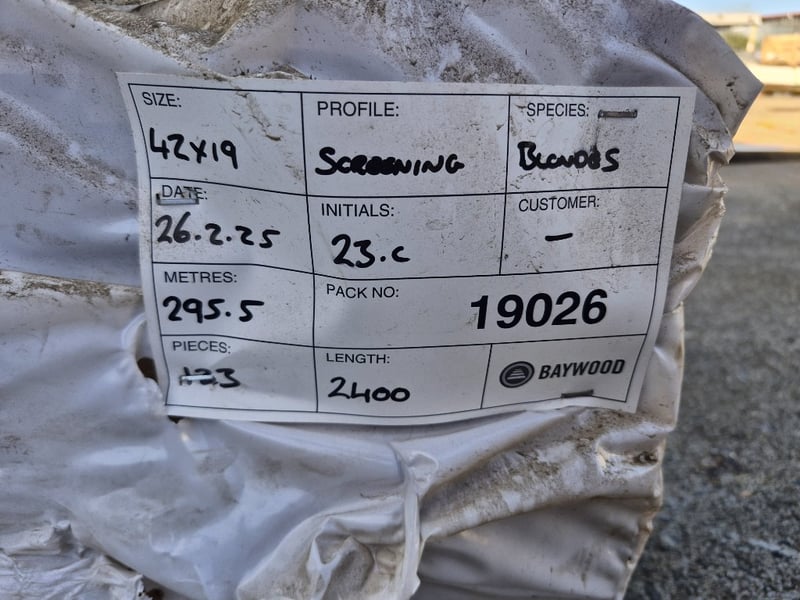 SIZE: PROFILE: SPECIES:
42X19 SCREENING BLONDES
DATE: INITIALS: CUSTOMER:
26.2.25 23.C –
METRES: PACK NO:
295.5 19026
PIECES: LENGTH:
123 2400 BAYWOOD